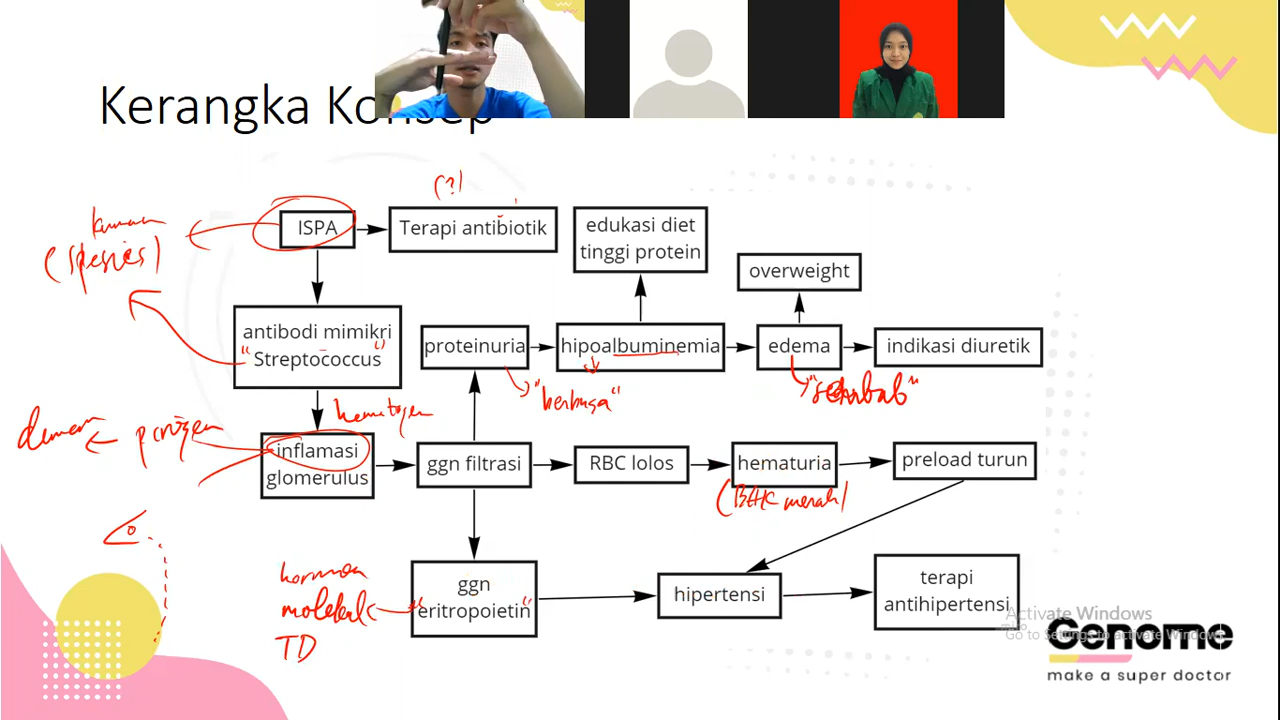 Kerangka Konsep
(?)
ISPA
Terapi antibiotik
edukasi diet
tinggi protein
overweight
kuman
(spesies)
antibodi mimikri
"Streptococcus"
proteinuria
hipoalbuminemia
edema
indikasi diuretik
"berbusa"
"sembab"
hematogen
demam
pirogen
inflamasi
glomerulus
ggn filtrasi
RBC lolos
hematuria
preload turun
(BAK merah)
hormon
molekul
TD
ggn
"eritropoietin"
hipertensi
terapi
antihipertensi
Activate Windows
Go to Settings to activate Windows.
Genome
make a super doctor